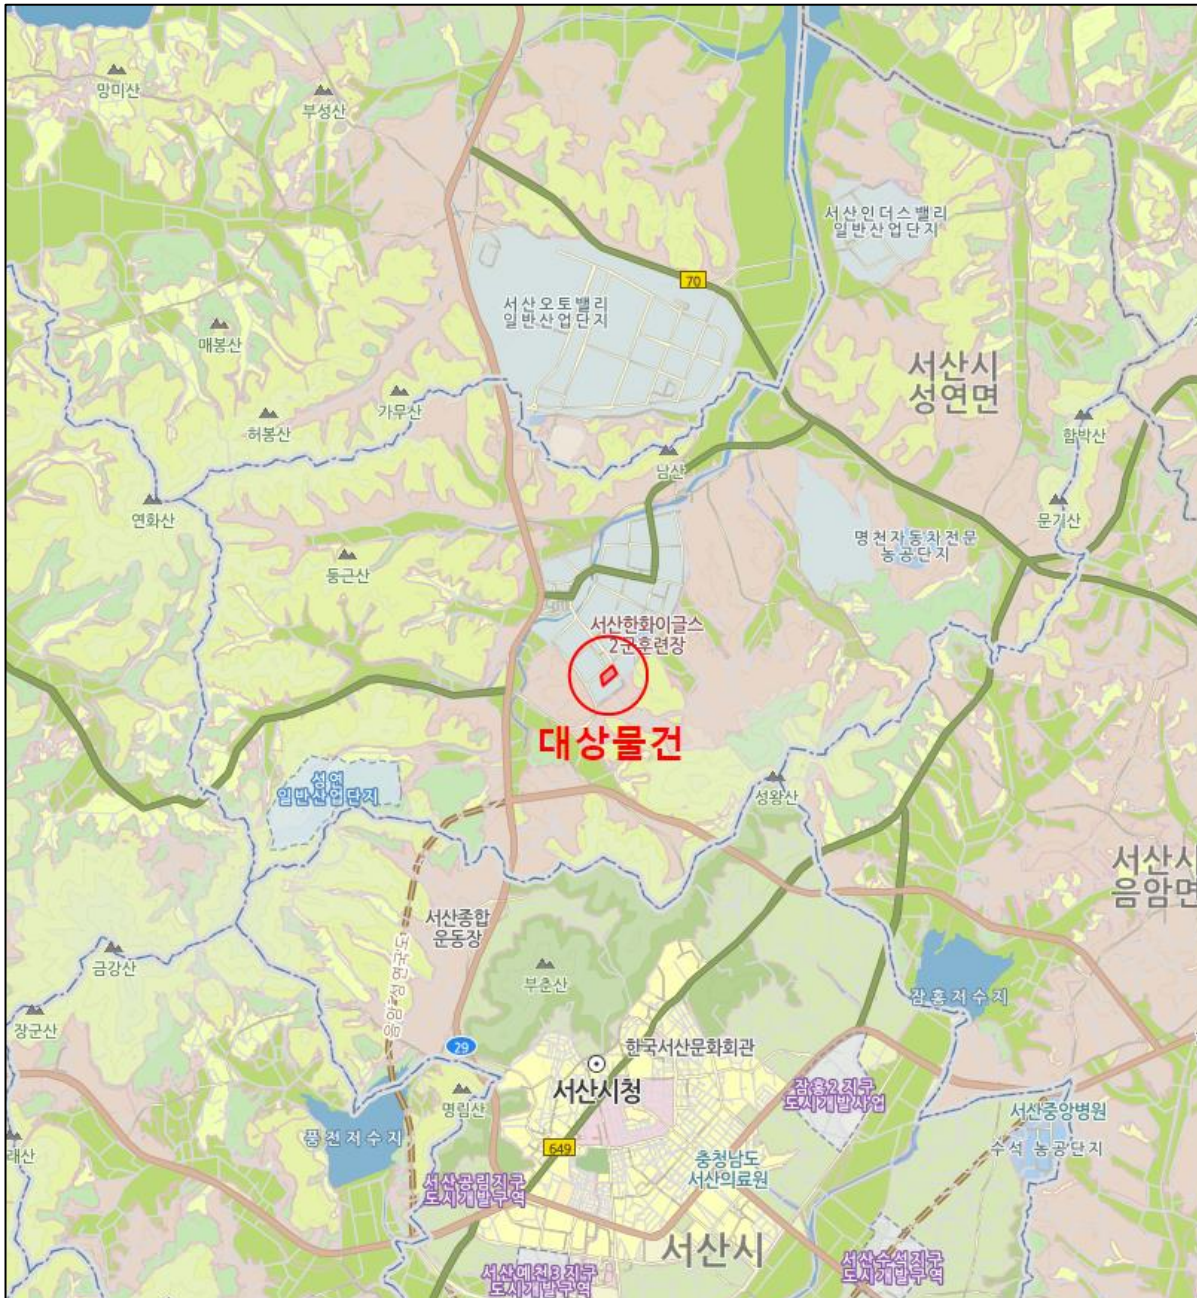 망미산
부성산
서산인더스밸리
일반산업단지
70
서산오토밸리
일반산업단지
매봉산
서산시
성연면
가무산
허봉산
함박산
남산
연화산
문기산
명천자동차전문
농공단지
둥근산
서산한화이글스
2군훈련장
대상물건
성연
일반산업단지
성왕산
서산시
음암면
서산종합
운동장
금강산
부춘산
음암~성연국도
잠홍저수지
장군산
29
한국서산문화회관
서산시청
명림산
잠홍2지구
도시개발사업
서산중앙병원
풍전저수지
수석 농공단지
래산
649
충청남도
서산의료원
서산공림지구
도시개발구역
서산시
서산예천3지구
도시개발구역
서산수석지구
도시개발구역